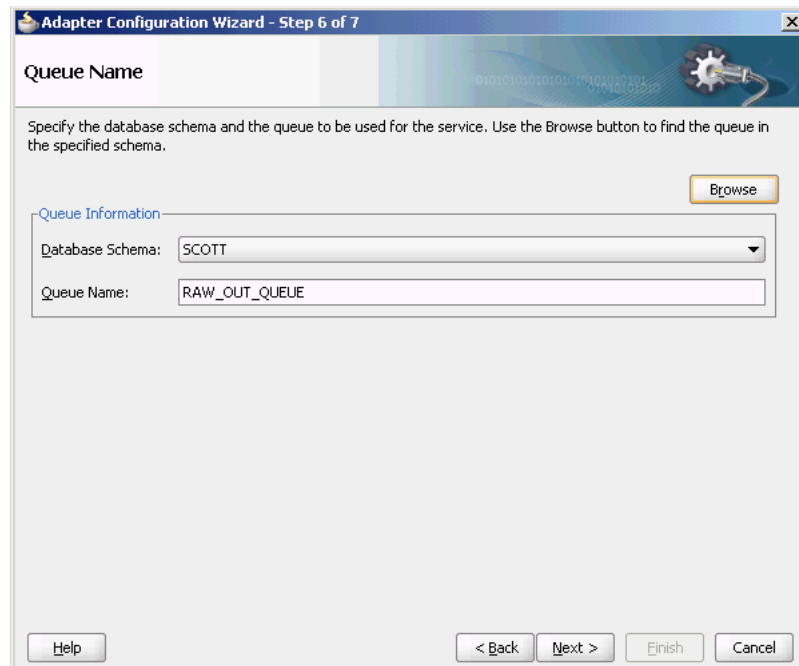 Adapter Configuration Wizard - Step 6 of 7
Queue Name
Specify the database schema and the queue to be used for the service. Use the Browse button to find the queue in
the specified schema.
Browse
Queue Information
Database Schema: SCOTT
Queue Name: RAW_OUT_QUEUE
Help < Back Next > Finish Cancel